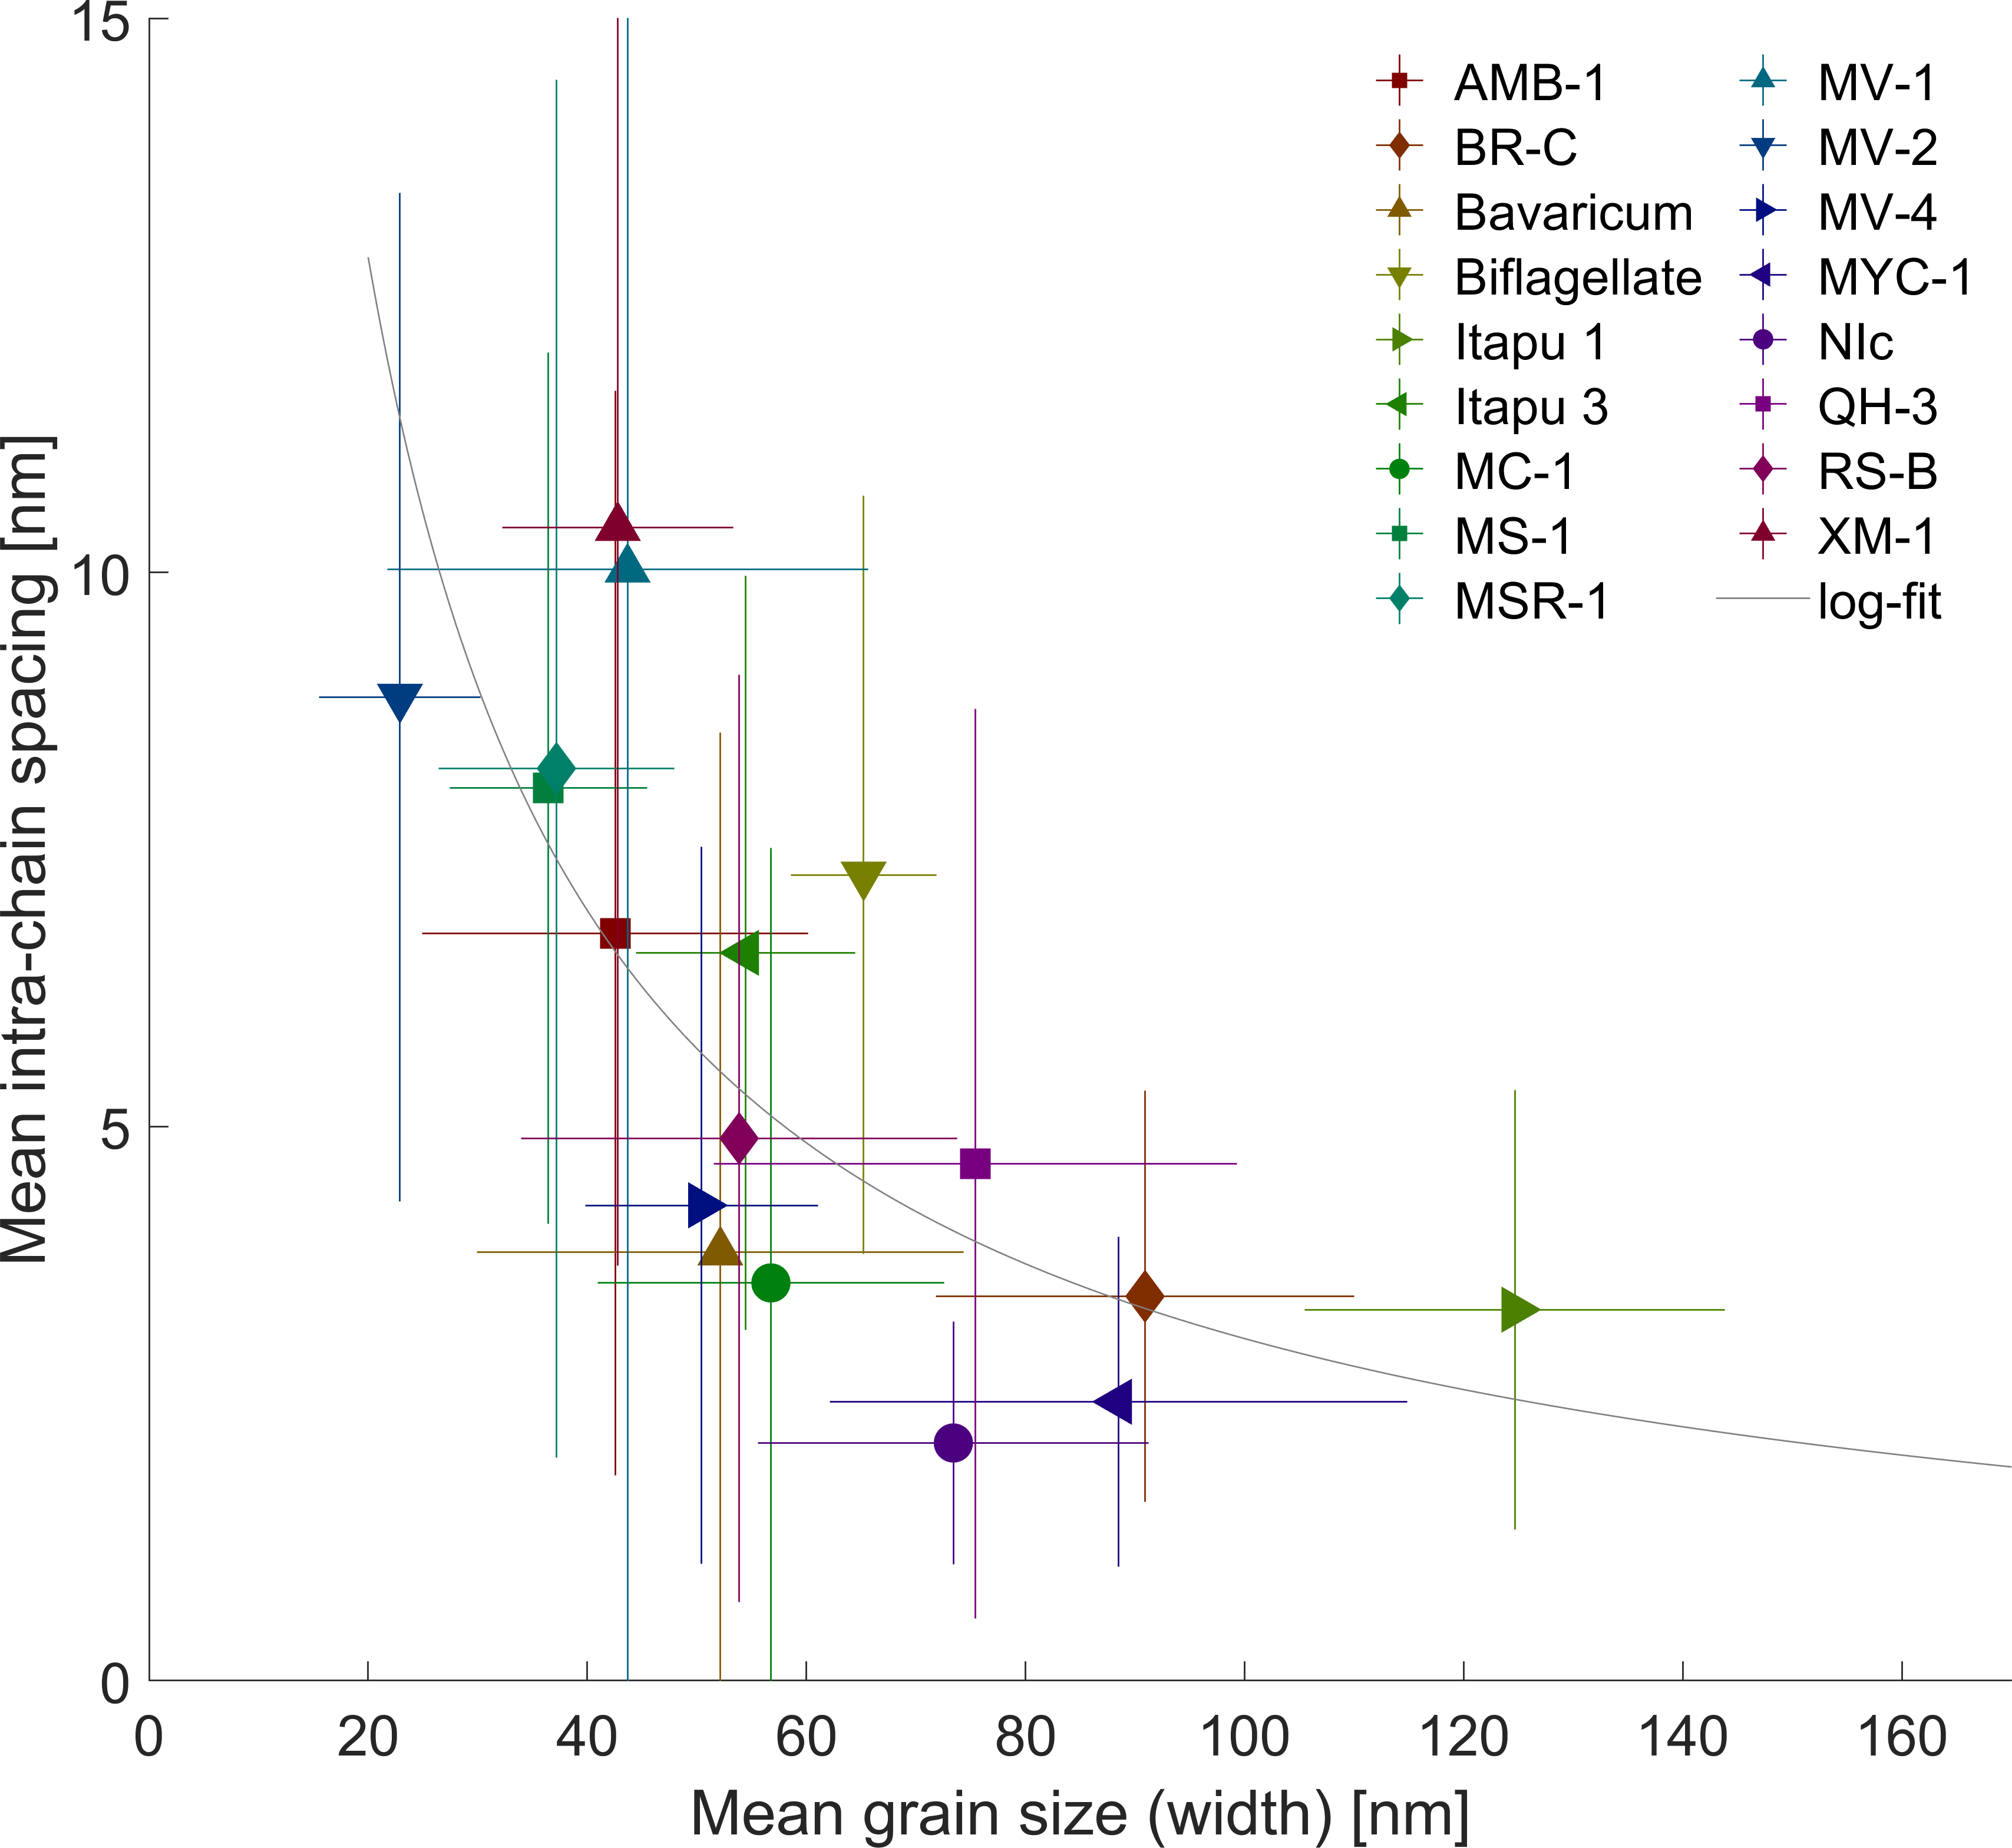 15
10
5
0
Mean intra-chain spacing [nm]
AMB-1
BR-C
Bavaricum
Biflagellate
Itapu 1
Itapu 3
MC-1
MS-1
MSR-1
MV-1
MV-2
MV-4
MYC-1
NIc
QH-3
RS-B
XM-1
log-fit
0 20 40 60 80 100 120 140 160
Mean grain size (width) [nm]